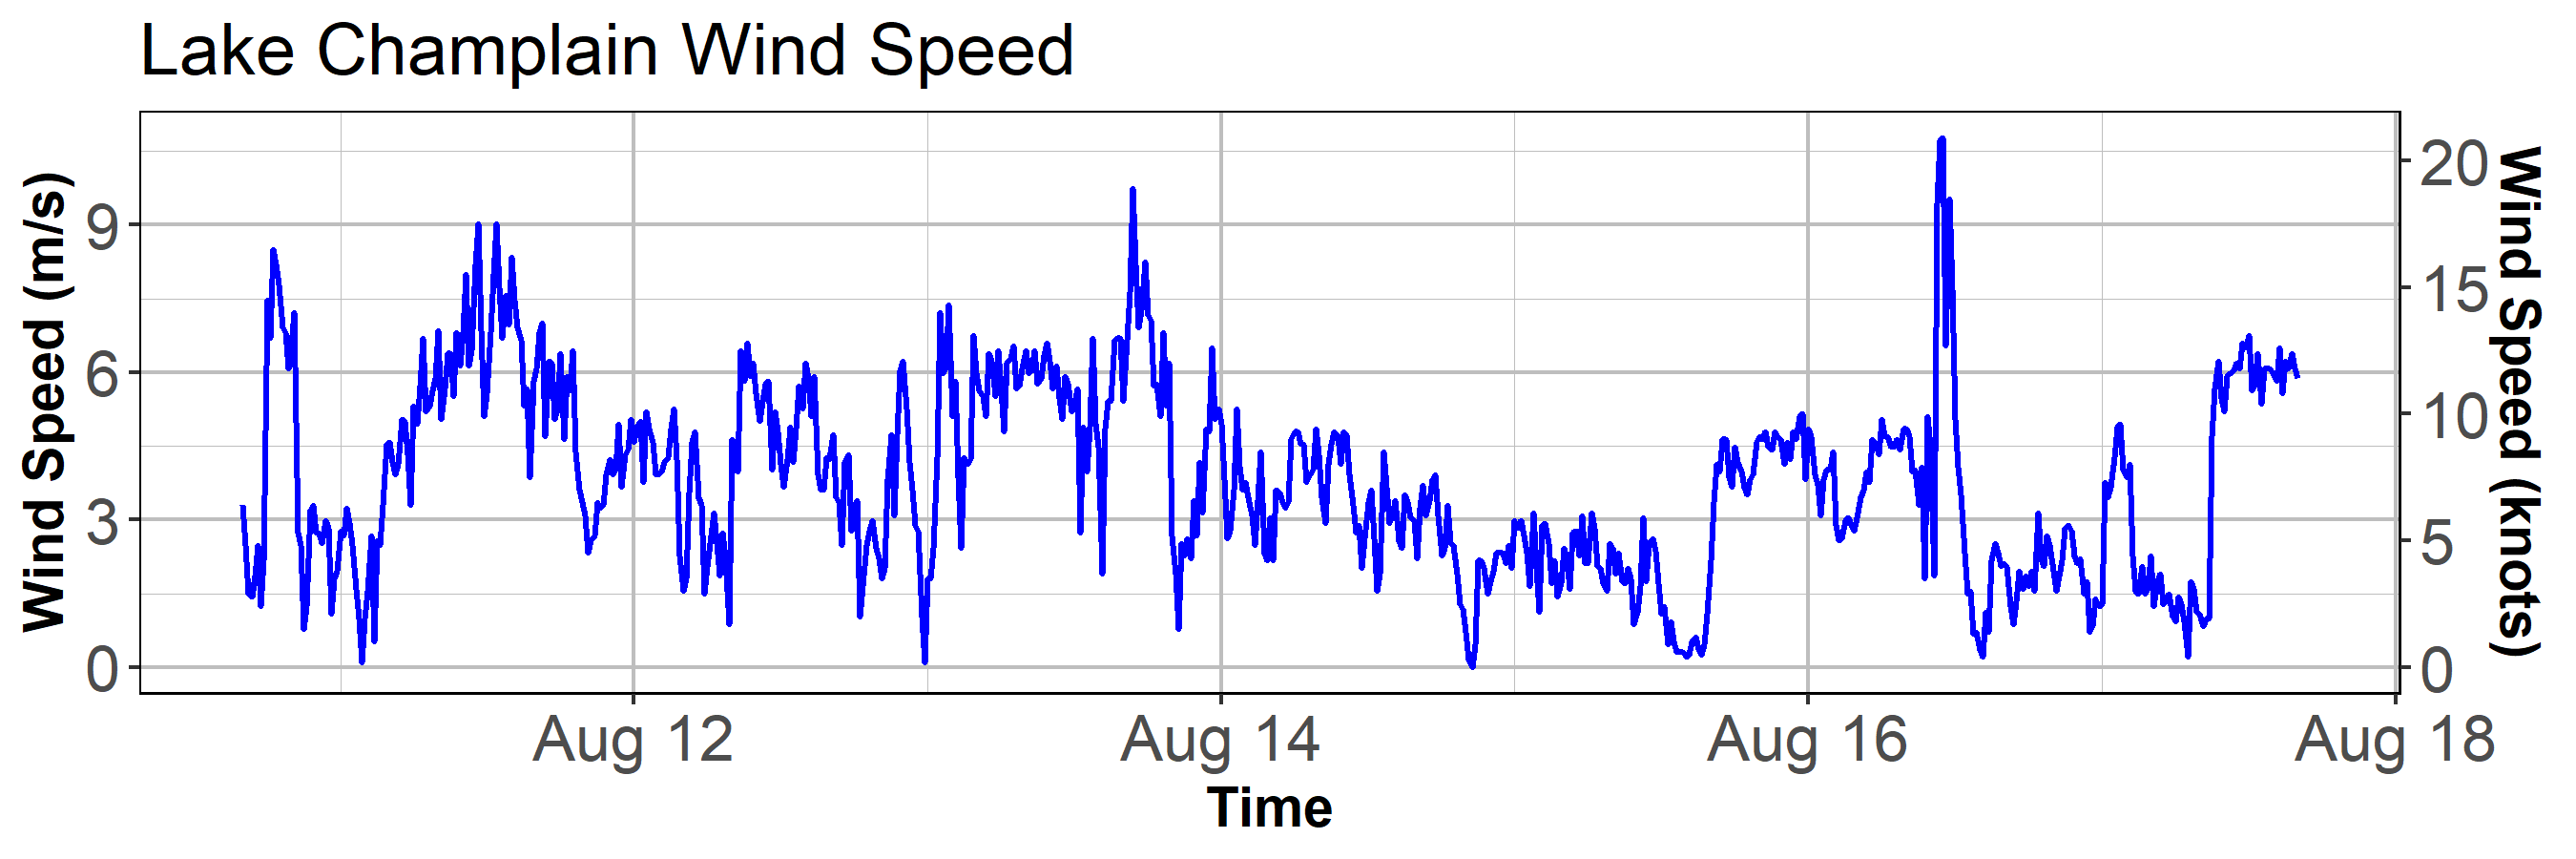 Lake Champlain Wind Speed
Wind Speed (m/s)
9
6
3
0
20
15
10
5
0
Wind Speed (knots)
Aug 12
Aug 14
Aug 16
Aug 18
Time